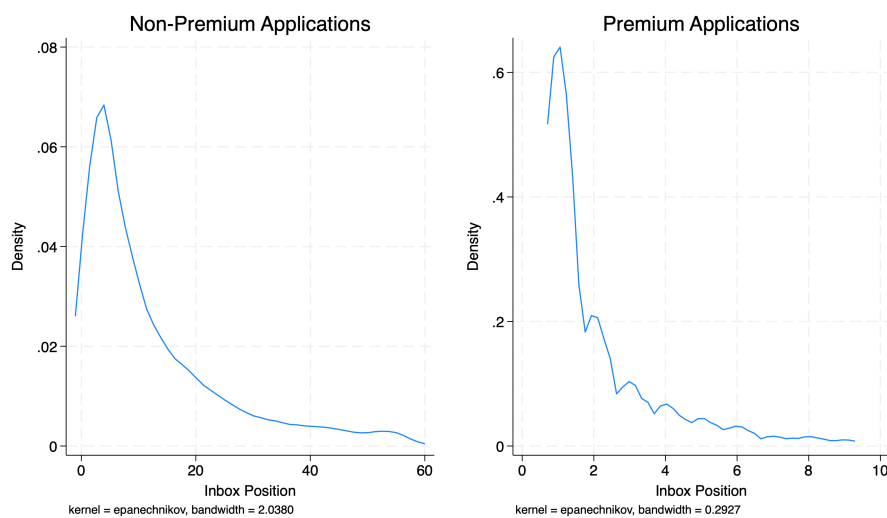 Non-Premium Applications
.08
.06
.04
.02
0
Density
0 20 40 60
Inbox Position
kernel = epanechnikov, bandwidth = 2.0380
Premium Applications
.6
.4
.2
0
Density
0 2 4 6 8 10
Inbox Position
kernel = epanechnikov, bandwidth = 0.2927